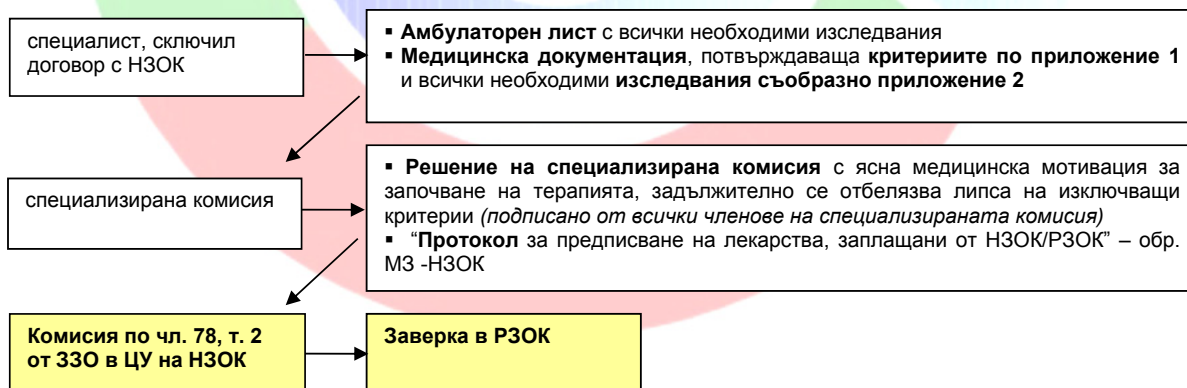 специалист, сключил
договор с НЗОК
▪ Амбулаторен лист с всички необходими изследвания
▪ Медицинска документация, потвърждаваща критериите по приложение 1
и всички необходими изследвания съобразно приложение 2
специализирана комисия
▪ Решение на специализирана комисия с ясна медицинска мотивация за
започване на терапията, задължително се отбелязва липса на изключващи
критерии (подписано от всички членове на специализираната комисия)
▪ “Протокол за предписване на лекарства, заплащани от НЗОК/РЗОК” – обр.
МЗ -НЗОК
Комисия по чл. 78, т. 2
от ЗЗО в ЦУ на НЗОК
Заверка в РЗОК